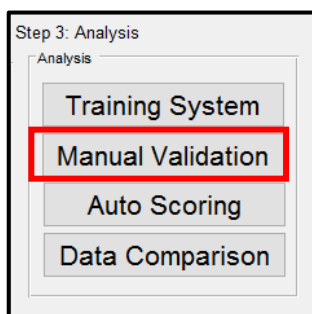 Step 3: Analysis
Analysis
Training System
Manual Validation
Auto Scoring
Data Comparison